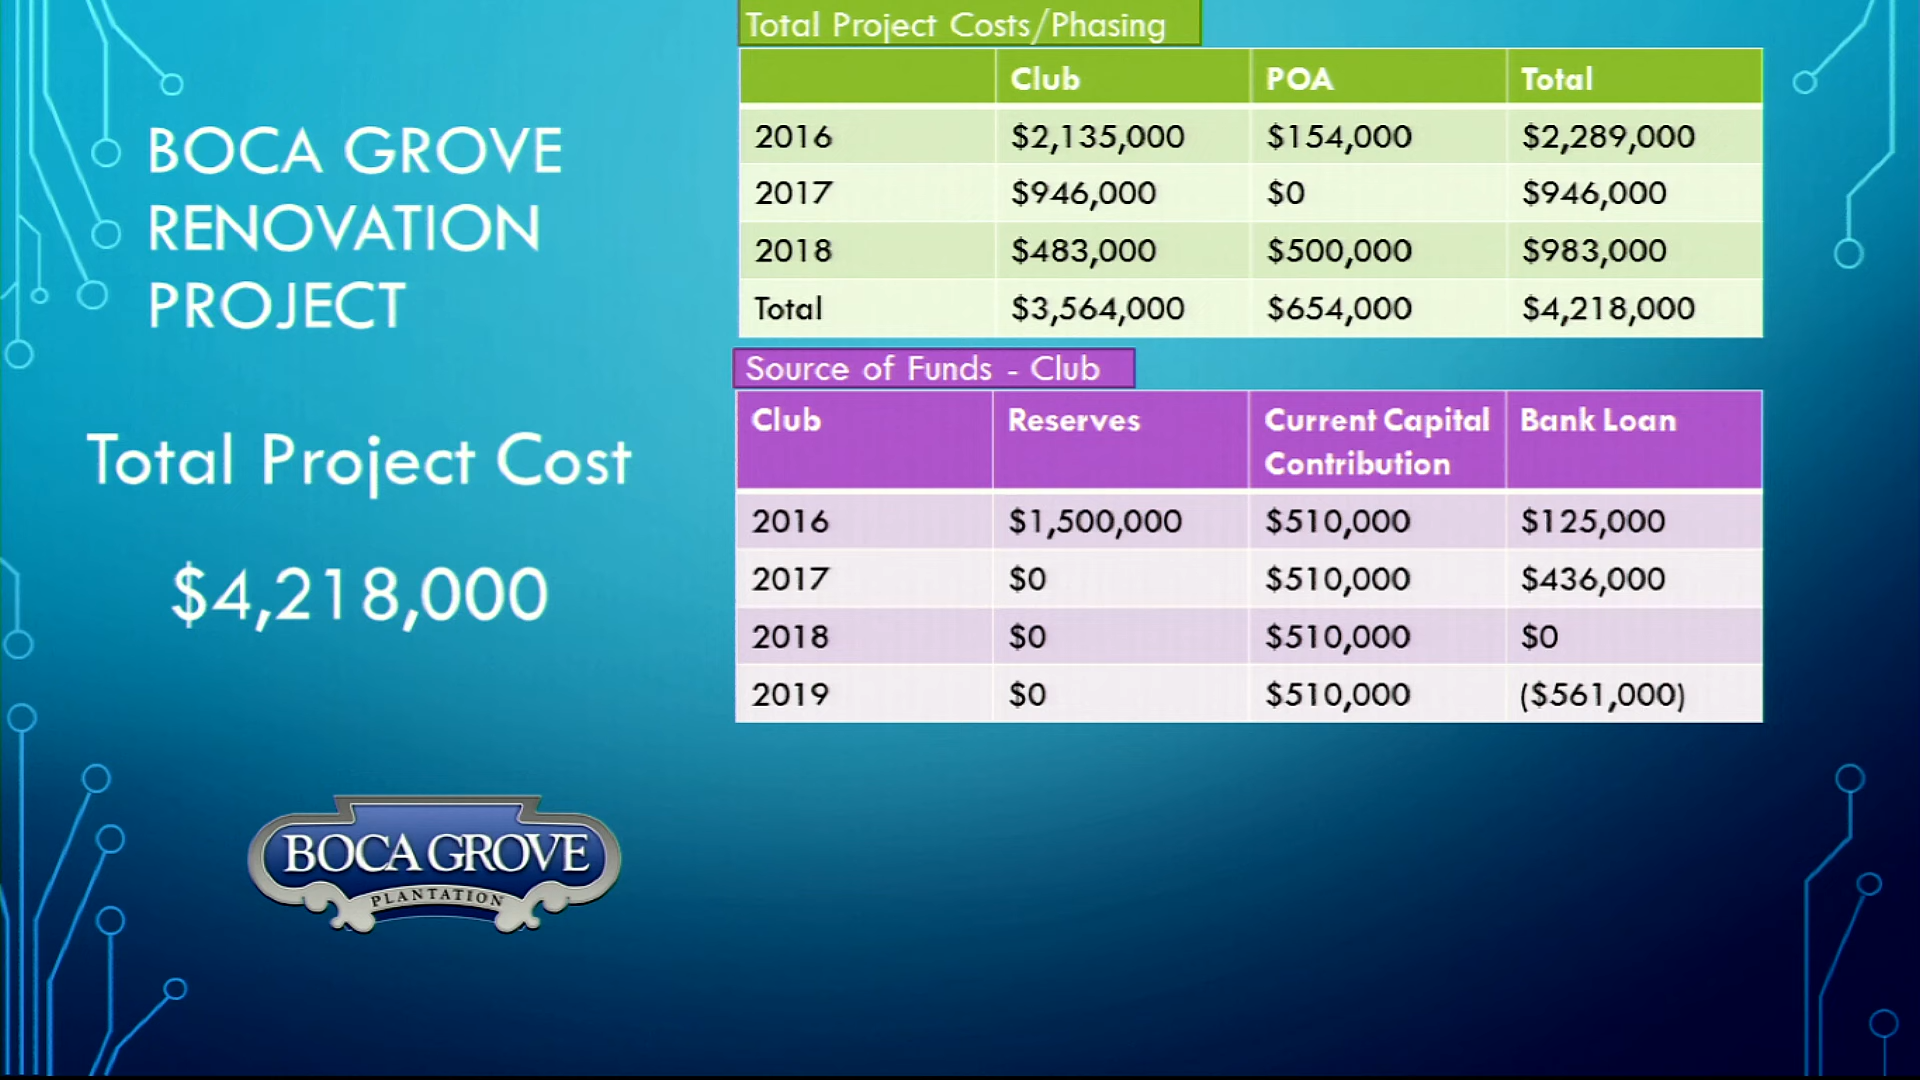 BOCA GROVE
RENOVATION
PROJECT
Total Project Cost
$4,218,000
BOCA GROVE
PLANTATION
Total Project Costs/Phasing
Club POA Total
2016 $2,135,000 $154,000 $2,289,000
2017 $946,000 $0 $946,000
2018 $483,000 $500,000 $983,000
Total $3,564,000 $654,000 $4,218,000
Source of Funds - Club
Club Reserves Current Capital Bank Loan
Contribution
2016 $1,500,000 $510,000 $125,000
2017 $0 $510,000 $436,000
2018 $0 $510,000 $0
2019 $0 $510,000 ($561,000)